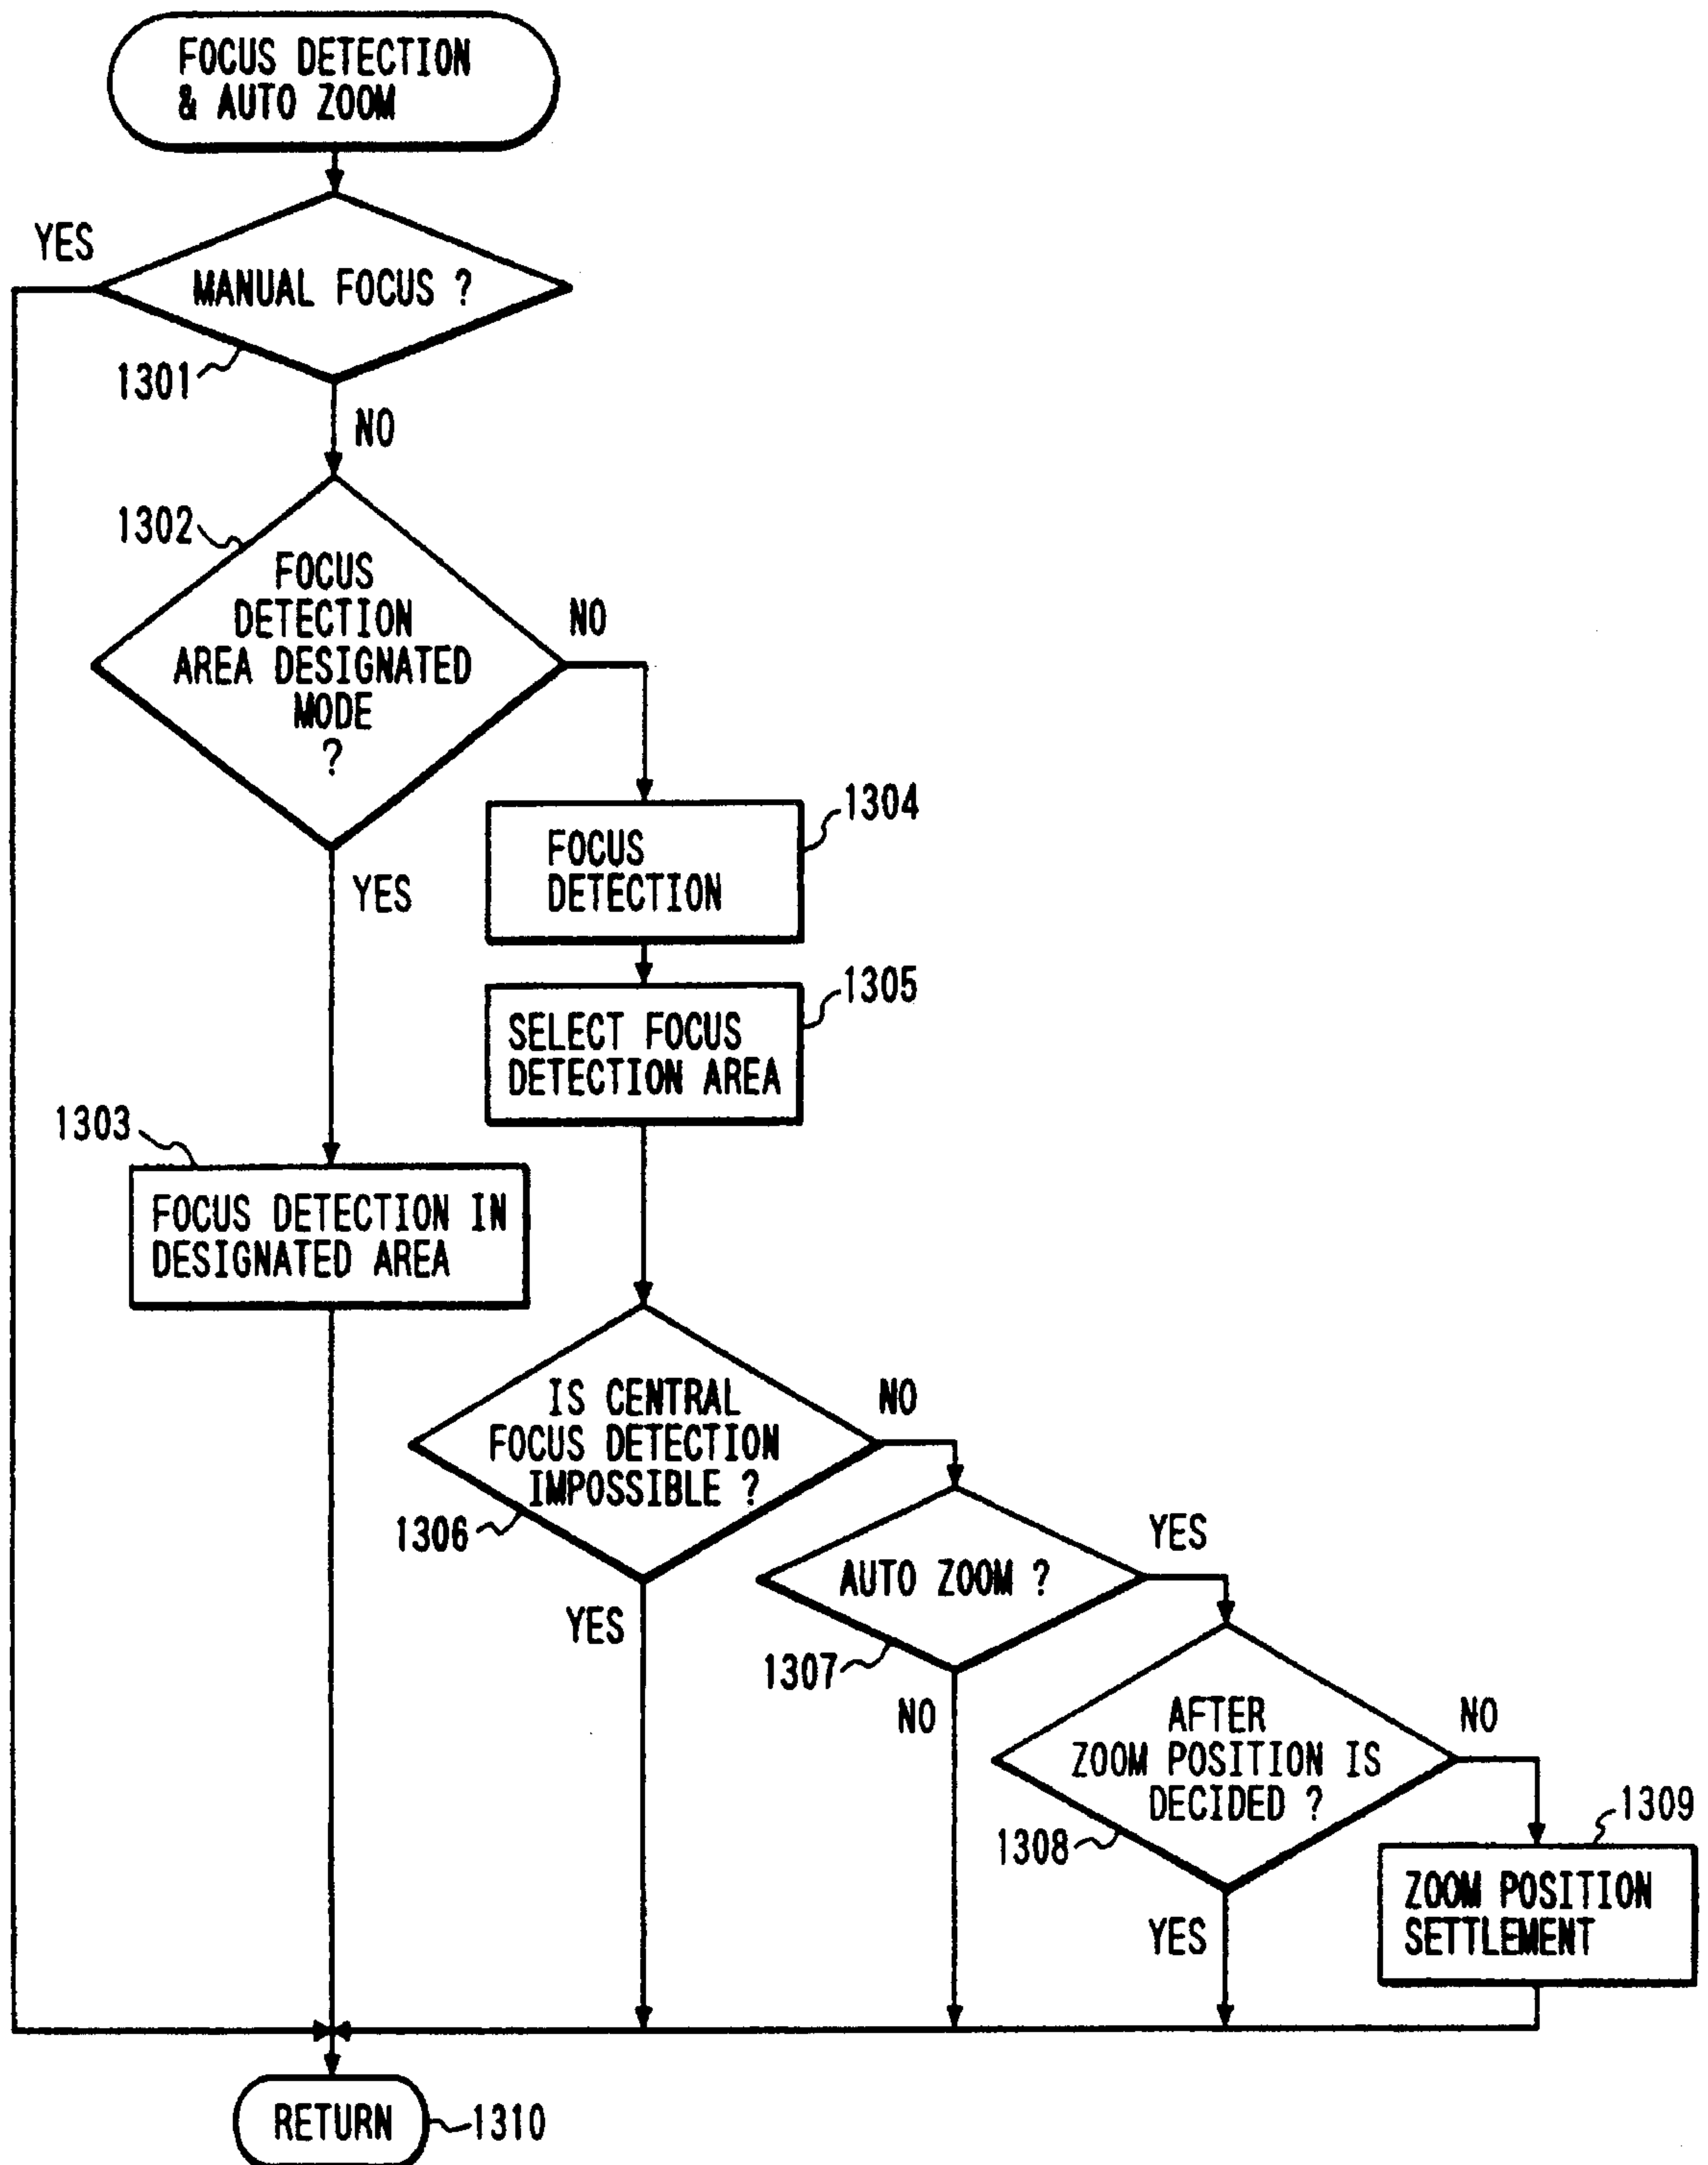 FOCUS DETECTION
& AUTO ZOOM
YES
MANUAL FOCUS ?
1301
NO
1302
FOCUS
DETECTION
AREA DESIGNATED
MODE
?
NO
YES
1304
FOCUS
DETECTION
1305
SELECT FOCUS
DETECTION AREA
1303
FOCUS DETECTION IN
DESIGNATED AREA
IS CENTRAL
FOCUS DETECTION
IMPOSSIBLE ?
NO
1306
YES
AUTO ZOOM ?
YES
1307
NO
AFTER
ZOOM POSITION IS
DECIDED ?
NO
1308
YES
1309
ZOOM POSITION
SETTLEMENT
RETURN
1310